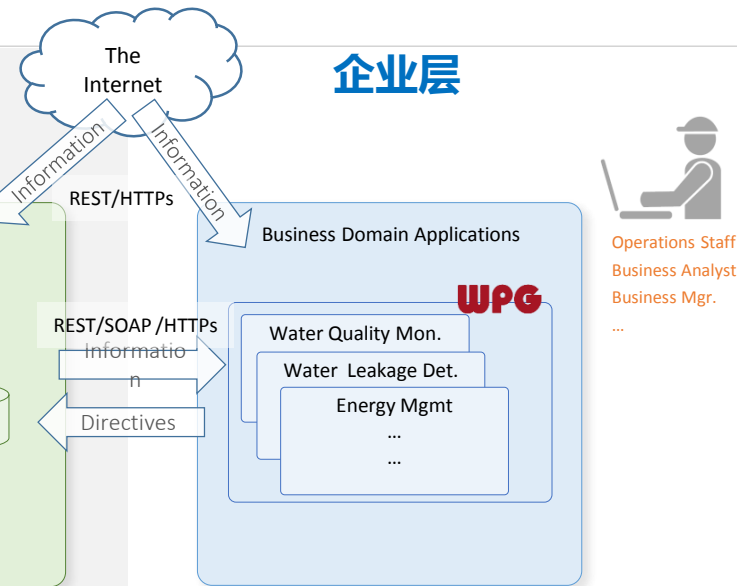 The
Internet
企业层
Information
Information
REST/HTTPs
Business Domain Applications
Operations Staff
Business Analyst
Business Mgr.
…
WPG
REST/SOAP /HTTPs
Informatio
n
Directives
Water Quality Mon.
Water Leakage Det.
Energy Mgmt
…
…